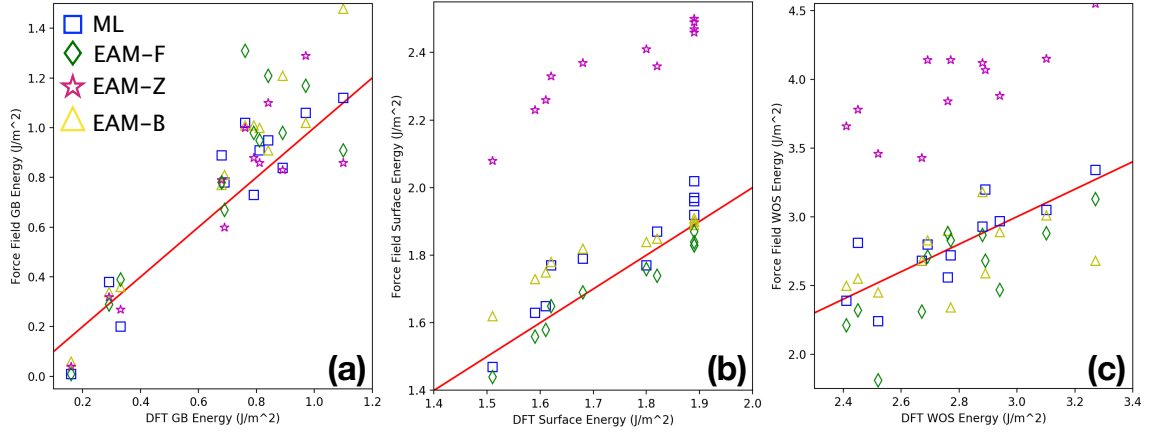 ML
EAM-F
EAM-Z
EAM-B
Force Field GB Energy (J/m^2)
1.4
1.2
1.0
0.8
0.6
0.4
0.2
0.0
0.2 0.4 0.6 0.8 1.0 1.2
DFT GB Energy (J/m^2)
(a)
Force Field Surface Energy (J/m^2)
2.4
2.2
2.0
1.8
1.6
1.4
1.4 1.5 1.6 1.7 1.8 1.9 2.0
DFT Surface Energy (J/m^2)
(b)
Force Field WOS Energy (J/m^2)
4.5
4.0
3.5
3.0
2.5
2.0
2.4 2.6 2.8 3.0 3.2 3.4
DFT WOS Energy (J/m^2)
(c)